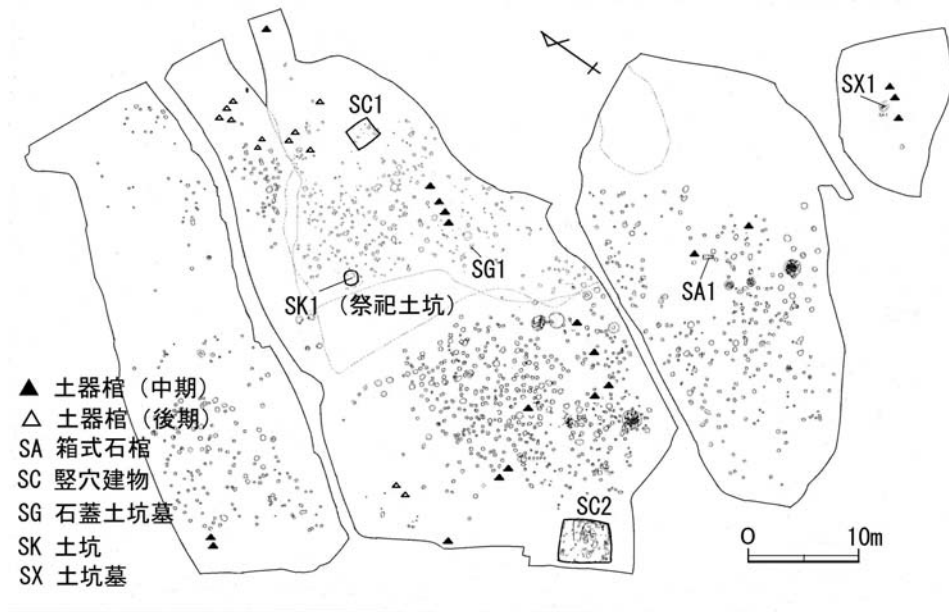 SC1
SX1
SG1
SA1
SK1（祭祀土坑）
▲ 土器棺（中期）
△ 土器棺（後期）
SA 箱式石棺
SC 竪穴建物
SG 石蓋土坑墓
SK 土坑
SX 土坑墓
SC2
0 10m